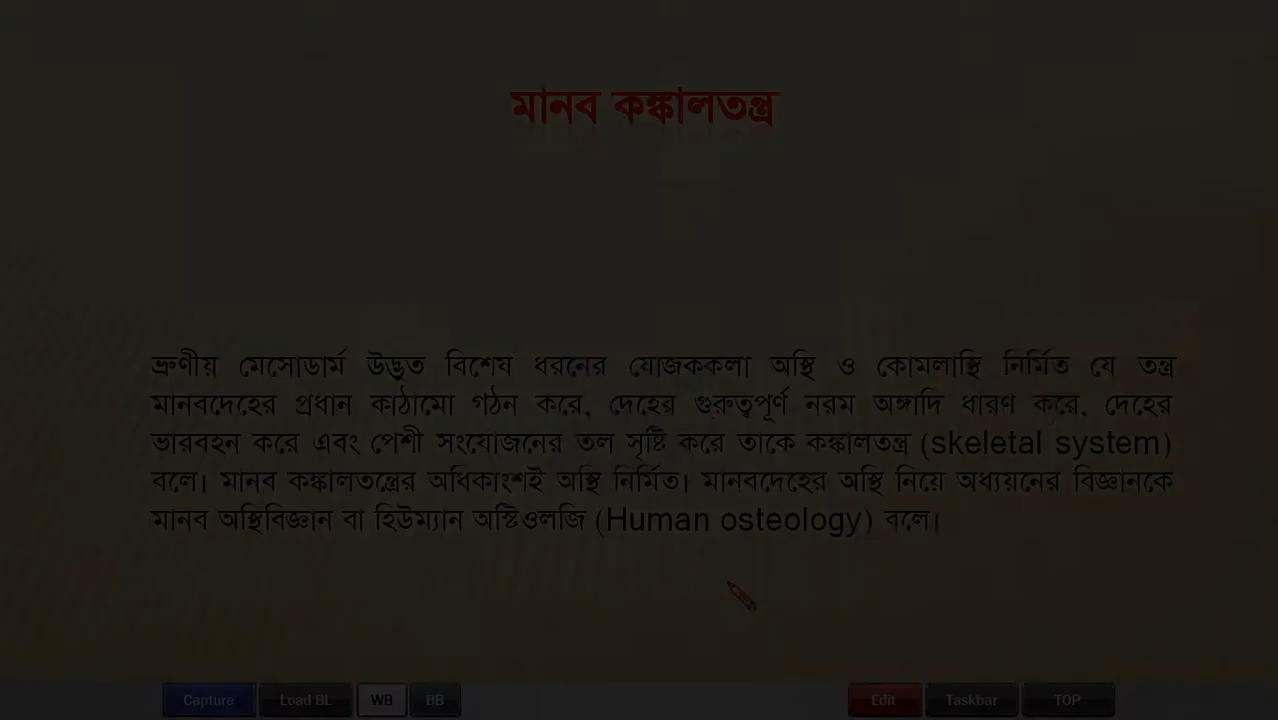 মানব কঙ্কালতন্ত্র
ভ্রুণীয় মেসোডার্ম উদ্ভূত বিশেষ ধরনের যোজককলা অস্থি ও কোমলাস্থি নির্মিত যে তন্ত্র
মানবদেহের প্রধান কাঠামো গঠন করে, দেহের গুরুত্বপূর্ণ নরম অঙ্গাদি ধারণ করে, দেহের
ভারবহন করে এবং পেশী সংযোজনের তল সৃষ্টি করে তাকে কঙ্কালতন্ত্র (skeletal system)
বলে। মানব কঙ্কালতন্ত্রের অধিকাংশই অস্থি নির্মিত। মানবদেহের অস্থি নিয়ে অধ্যয়নের বিজ্ঞানকে
মানব অস্থিবিজ্ঞান বা হিউম্যান অস্টিওলজি (Human osteology) বলে।
Capture Load BL WB BB Edit Taskbar TOP